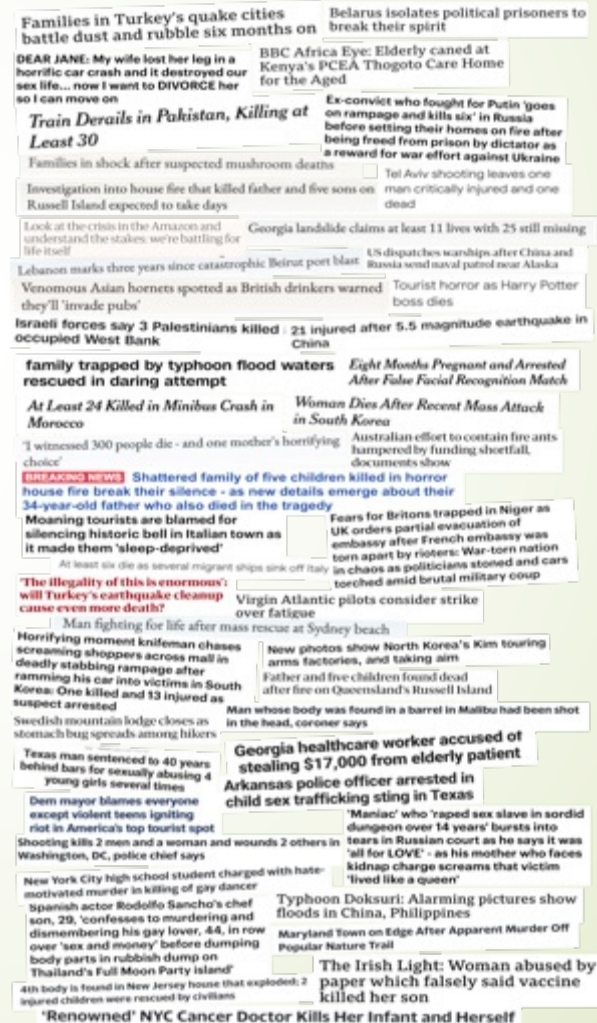 Families in Turkey's quake cities
battle dust and rubble six months on
Belarus isolates political prisoners to
break their spirit
DEAR JANE: My wife lost her leg in a
horrific car crash and it destroyed our
sex life... now I want to DIVORCE her
so I can move on
BBC Africa Eye: Elderly caned at
Kenya's PCEA Thogoto Care Home
for the Aged
Train Derails in Pakistan, Killing at
Least 30
Ex-convict who fought for Putin 'goes
on rampage and kills six' in Russia
before setting their homes on fire after
being freed from prison by dictator as
a reward for war effort against Ukraine
Families in shock after suspected mushroom deaths
Investigation into house fire that killed father and five sons on
Russell Island expected to take days
Tel Aviv shooting leaves one
man critically injured and one
dead
Look at the crisis in the Amazon and
understand the stakes: we're battling for
life itself
Georgia landslide claims at least 11 lives with 25 still missing
Lebanon marks three years since catastrophic Beirut port blast
US dispatches warships after China and
Russia send naval patrol near Alaska
Venomous Asian hornets spotted as British drinkers warned
they'll 'invade pubs'
Tourist horror as Harry Potter
boss dies
Israeli forces say 3 Palestinians killed
occupied West Bank
21 injured after 5.5 magnitude earthquake in
China
family trapped by typhoon flood waters
rescued in daring attempt
Eight Months Pregnant and Arrested
After False Facial Recognition Match
At Least 24 Killed in Minibus Crash in
Morocco
Woman Dies After Recent Mass Attack
in South Korea
'I witnessed 300 people die - and one mother's horrifying
choice'
Australian effort to contain fire ants
hampered by funding shortfall,
documents show
BREAKING NEWS Shattered family of five children killed in horror
house fire break their silence - as new details emerge about their
34-year-old father who also died in the tragedy
Moaning tourists are blamed for
silencing historic bell in Italian town as
it made them 'sleep-deprived'
Fears for Britons trapped in Niger as
UK orders partial evacuation of
embassy after French embassy was
torn apart by rioters: War-torn nation
in chaos as politicians stoned and cars
torched amid brutal military coup
At least six die as several migrant ships sink off Italy
'The illegality of this is enormous':
will Turkey's earthquake cleanup
cause even more death?
Virgin Atlantic pilots consider strike
over fatigue
Man fighting for life after mass rescue at Sydney beach
Horrifying moment knifeman chases
screaming shoppers across mall in
deadly stabbing rampage after
ramming his car into victims in South
Korea: One killed and 13 injured as
suspect arrested
New photos show North Korea's Kim touring
arms factories, and taking aim
Father and five children found dead
after fire on Queensland's Russell Island
Man whose body was found in a barrel in Malibu had been shot
in the head, coroner says
Swedish mountain lodge closes as
stomach bug spreads among hikers
Texas man sentenced to 40 years
behind bars for sexually abusing 4
young girls several times
Georgia healthcare worker accused of
stealing $17,000 from elderly patient
Arkansas police officer arrested in
child sex trafficking sting in Texas
Dem mayor blames everyone
except violent teens igniting
riot in America's top tourist spot
'Maniac' who 'raped sex slave in sordid
dungeon over 14 years' bursts into
tears in Russian court as he says it was
'all for LOVE' - as his mother who faces
kidnap charge screams that victim
'lived like a queen'
Shooting kills 2 men and a woman and wounds 2 others in
Washington, DC, police chief says
New York City high school student charged with hate-
motivated murder in killing of gay dancer
Spanish actor Rodolfo Sancho's chef
son, 29, 'confesses to murdering and
dismembering his gay lover, 44, in row
over 'sex and money' before dumping
body parts in rubbish dump on
Thailand's Full Moon Party island'
Typhoon Doksuri: Alarming pictures show
floods in China, Philippines
Maryland Town on Edge After Apparent Murder Off
Popular Nature Trail
4th body is found in New Jersey house that exploded; 2
injured children were rescued by civilians
The Irish Light: Woman abused by
paper which falsely said vaccine
killed her son
'Renowned' NYC Cancer Doctor Kills Her Infant and Herself